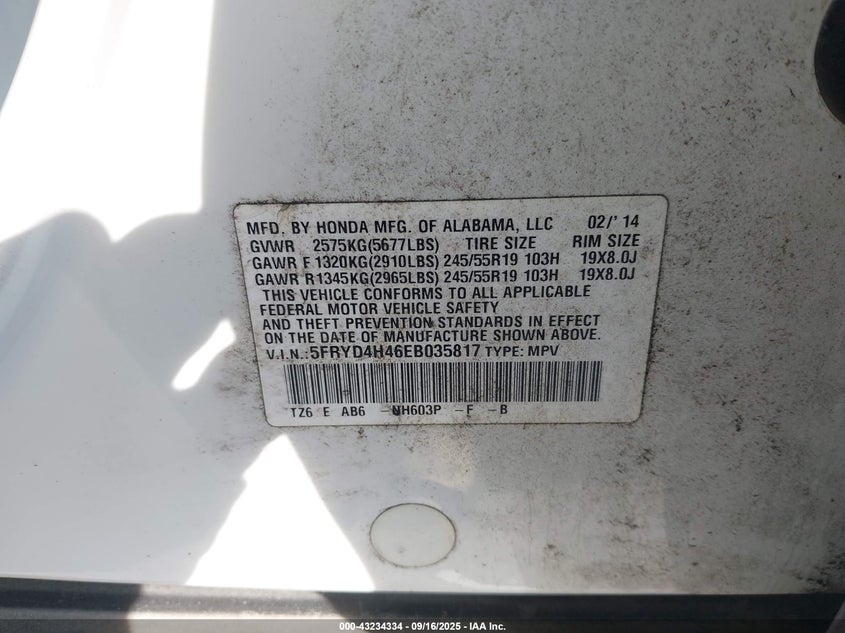 MFD. BY HONDA MFG. OF ALABAMA, LLC 02/' 14
GVWR 2575KG(5677LBS) TIRE SIZE RIM SIZE
GAWR F 1320KG(2910LBS) 245/55R19 103H 19X8.0J
GAWR R1345KG(2965LBS) 245/55R19 103H 19X8.0J
THIS VEHICLE CONFORMS TO ALL APPLICABLE
FEDERAL MOTOR VEHICLE SAFETY
AND THEFT PREVENTION STANDARDS IN EFFECT
ON THE DATE OF MANUFACTURE SHOWN ABOVE.
V.I.N.:5FRYD4H46EB035817 TYPE: MPV
TZ6 E AB6 -NH603P -F -B
000-43234334 - 09/16/2025 - IAA Inc.